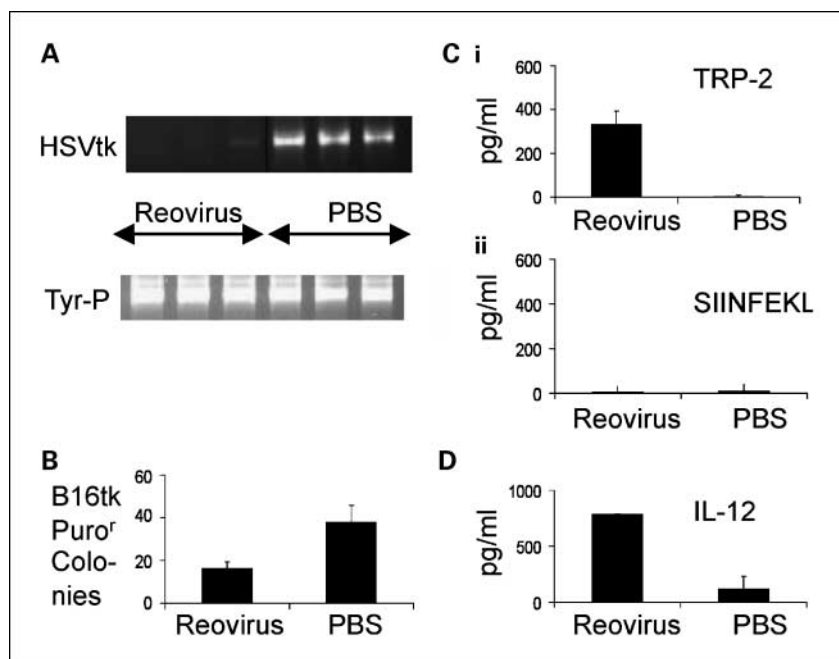 A
HSVtk
Reovirus PBS
Tyr-P
B
B16tk
Puroʳ
Colo-
nies
60
40
20
0
Reovirus PBS
C i
TRP-2
pg/ml
600
400
200
0
Reovirus PBS
ii
SIINFEKL
pg/ml
600
400
200
0
Reovirus PBS
D
IL-12
pg/ml
1000
500
0
Reovirus PBS